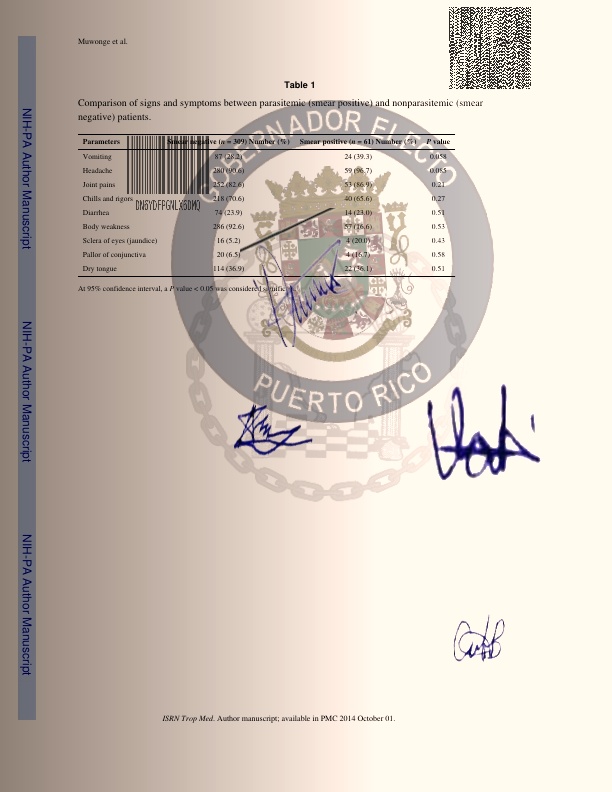 Muwonge et al.
Table 1
Comparison of signs and symptoms between parasitemic (smear positive) and nonparasitemic (smear
negative) patients.
Parameters Smear negative (n = 309) Number (%) Smear positive (n = 61) Number (%) P value
Vomiting 87 (28.2) 24 (39.3) 0.058
Headache 280 (90.6) 59 (96.7) 0.085
Joint pains 252 (82.6) 53 (86.9) 0.21
Chills and rigors 218 (70.6) 40 (65.6) 0.27
Diarrhea 74 (23.9) 14 (23.0) 0.51
Body weakness 286 (92.6) 0.53
Sclera of eyes (jaundice) 16 (5.2) 4 (20.0) 0.43
Pallor of conjunctiva 20 (6.5) 4 (16.7) 0.58
Dry tongue 114 (36.9) 22 (36.1) 0.51
At 95% confidence interval, a P value < 0.05 was considered
GOBERNADOR ELECTO
PUERTO RICO
NIH-PA Author Manuscript
NIH-PA Author Manuscript
NIH-PA Author Manuscript
ISRN Trop Med. Author manuscript; available in PMC 2014 October 01.